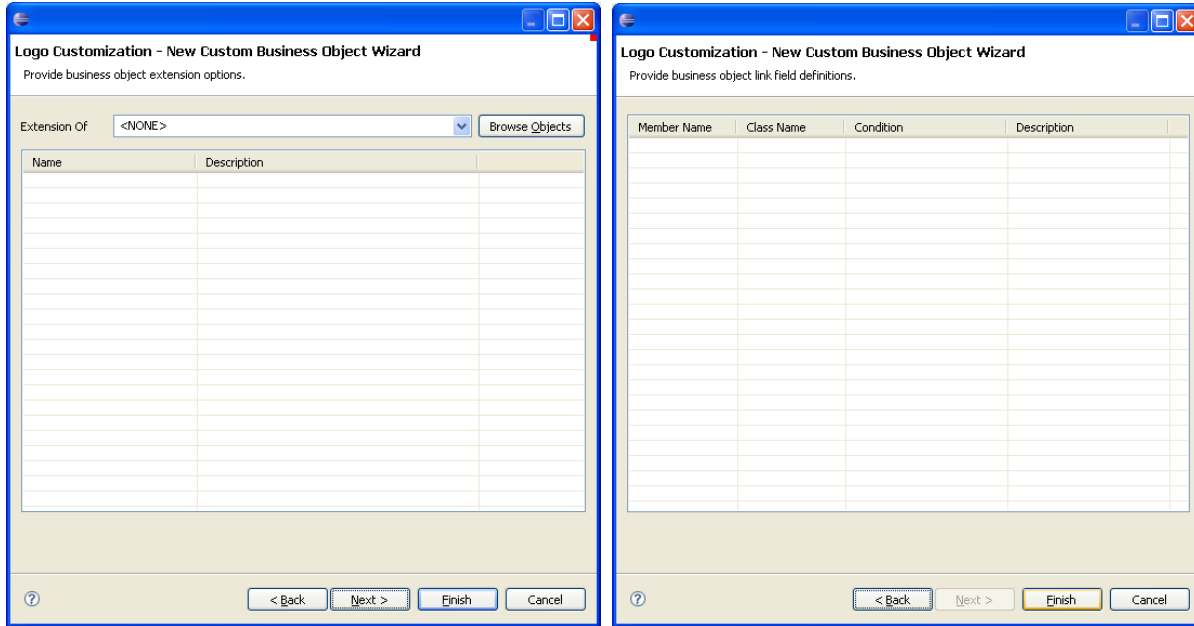 Logo Customization - New Custom Business Object Wizard
Provide business object extension options.
Extension Of <NONE> Browse Objects
Name Description
? < Back Next > Finish Cancel
Logo Customization - New Custom Business Object Wizard
Provide business object link field definitions.
Member Name Class Name Condition Description
? < Back Next > Finish Cancel